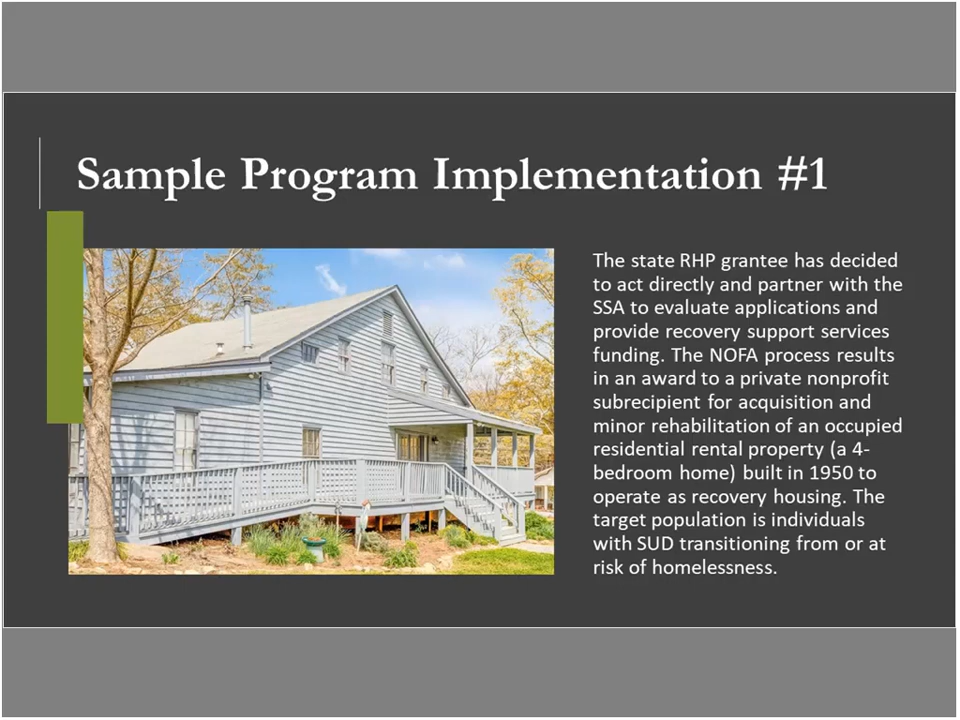 Sample Program Implementation #1
The state RHP grantee has decided
to act directly and partner with the
SSA to evaluate applications and
provide recovery support services
funding. The NOFA process results
in an award to a private nonprofit
subrecipient for acquisition and
minor rehabilitation of an occupied
residential rental property (a 4-
bedroom home) built in 1950 to
operate as recovery housing. The
target population is individuals
with SUD transitioning from or at
risk of homelessness.